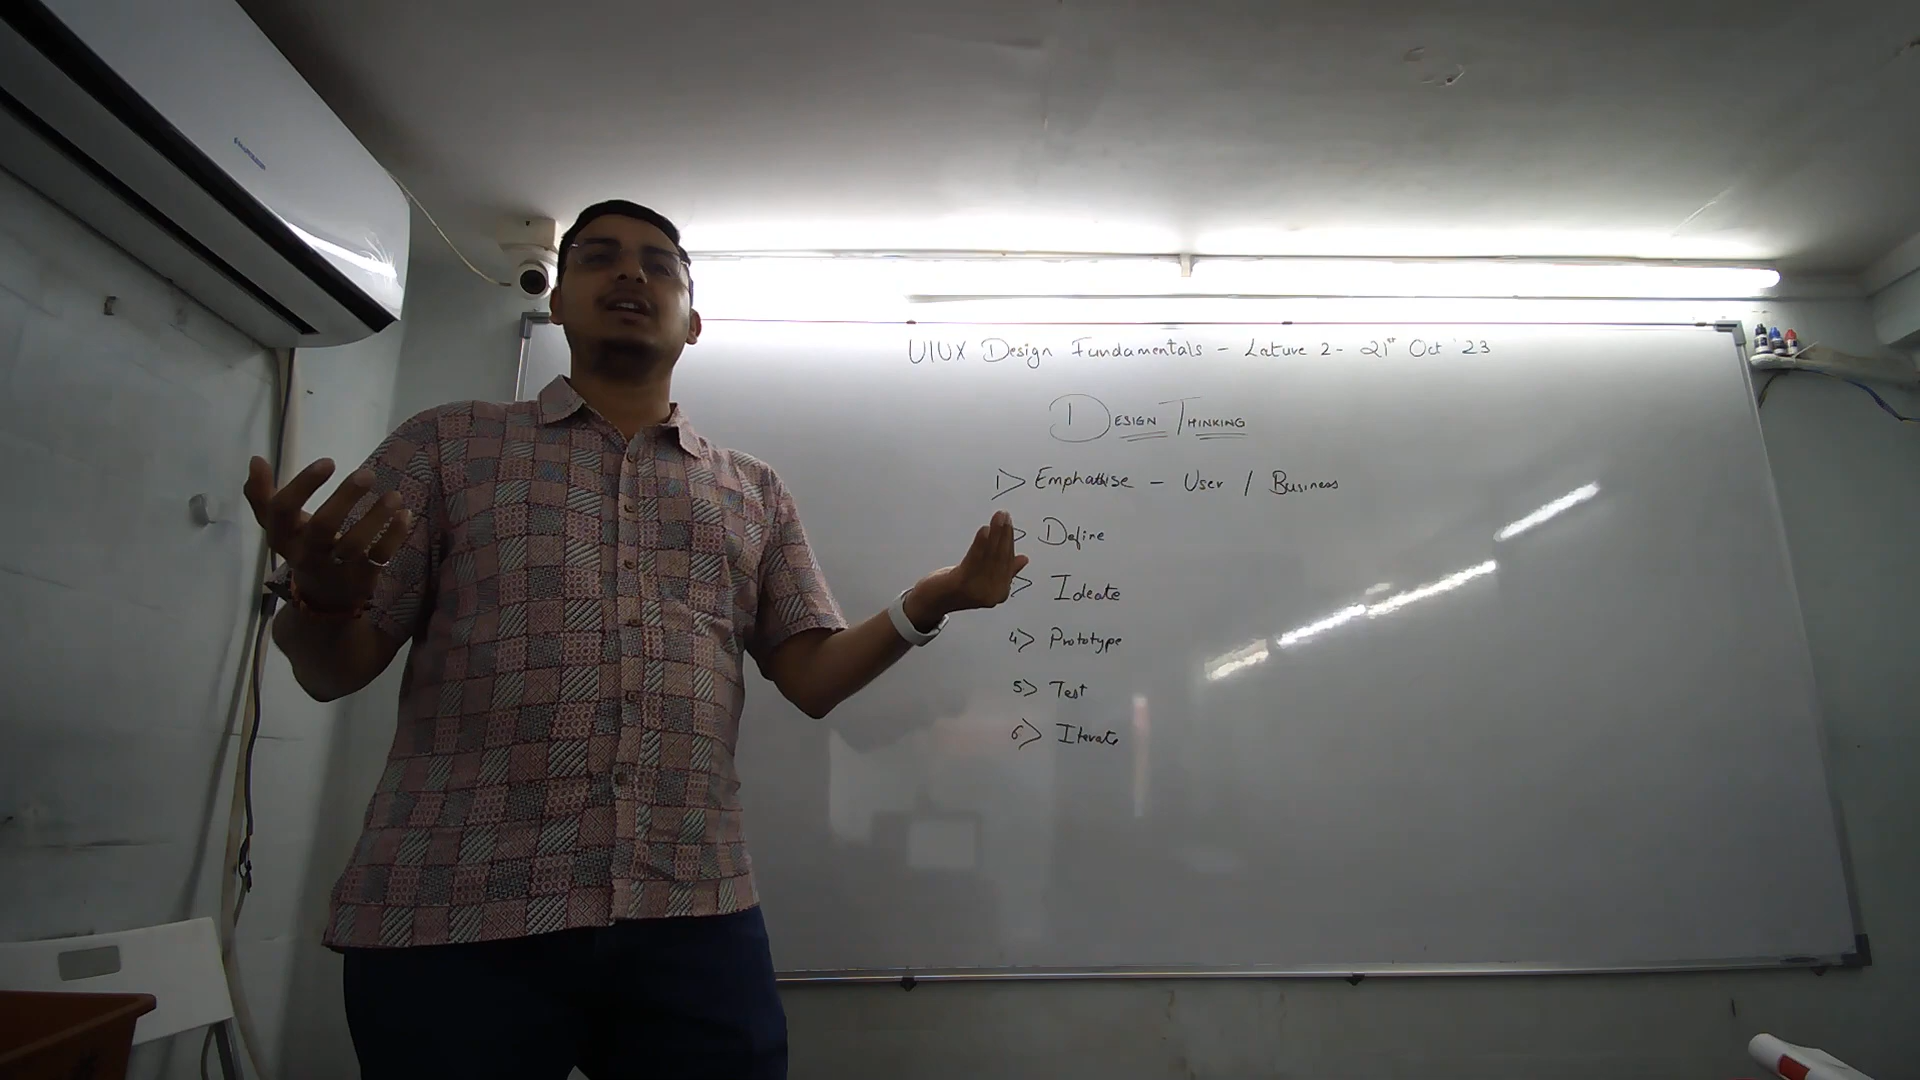 UIUX Design Fundamentals - Lature 2 - 21st Oct '23
DESIGN THINKING
1> Emphathise - User / Business
> Define
> Ideate
4> Prototype
5> Test
6> Iterate